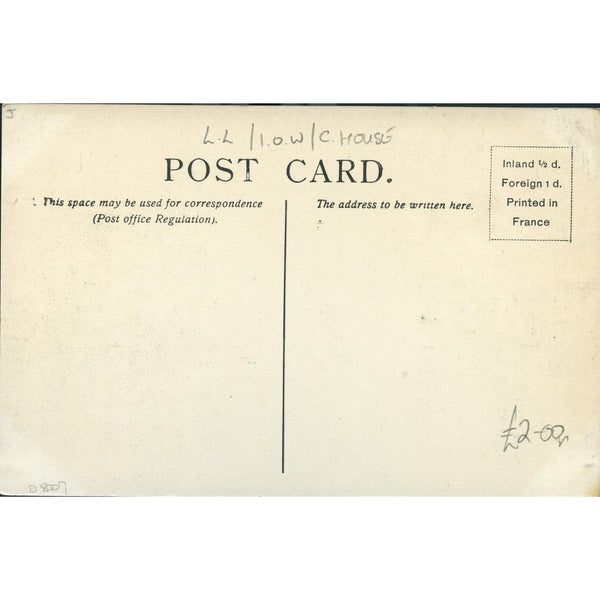 J
L.L / I.O.W / C. HOUSE
POST CARD.
This space may be used for correspondence
(Post office Regulation).
The address to be written here.
Inland ½ d.
Foreign 1 d.
Printed in
France
£2-00